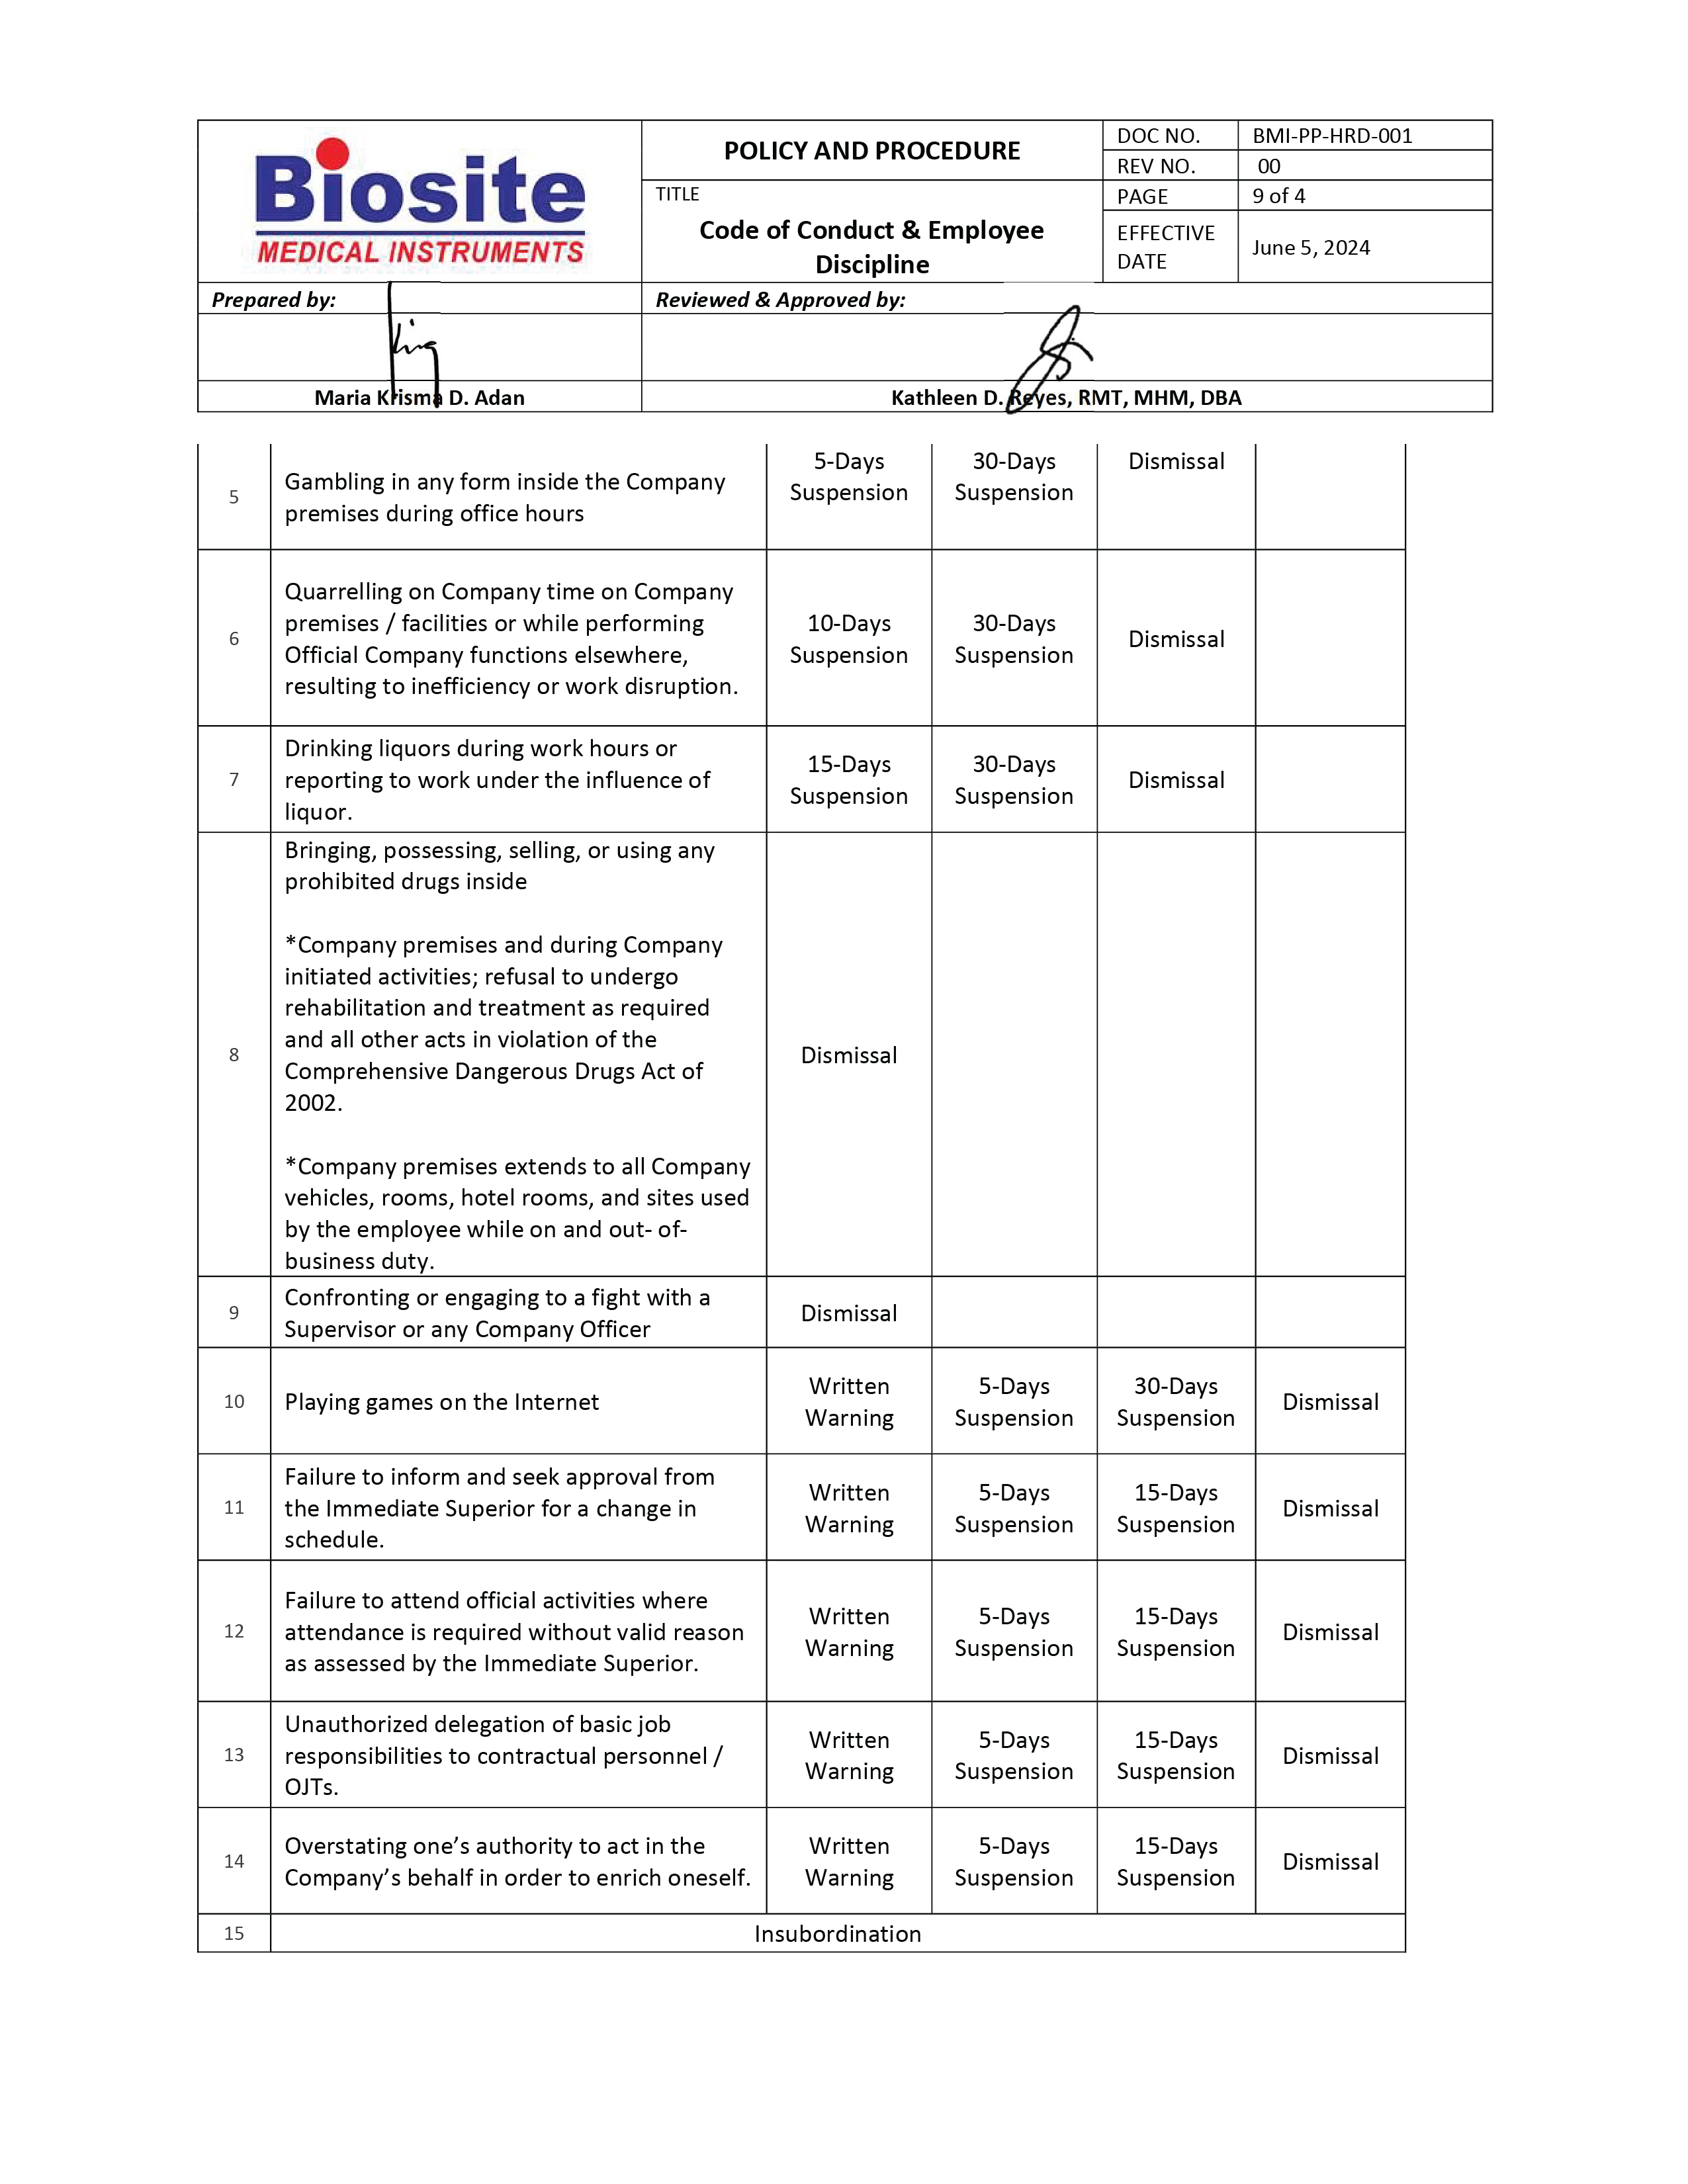 Biosite
MEDICAL INSTRUMENTS
POLICY AND PROCEDURE
DOC NO. BMI-PP-HRD-001
REV NO. 00
TITLE
Code of Conduct & Employee
Discipline
PAGE 9 of 4
EFFECTIVE
DATE
June 5, 2024
Prepared by:
Reviewed & Approved by:
Maria Krisma D. Adan
Kathleen D. Reyes, RMT, MHM, DBA
5
Gambling in any form inside the Company
premises during office hours
5-Days
Suspension
30-Days
Suspension
Dismissal
6
Quarrelling on Company time on Company
premises / facilities or while performing
Official Company functions elsewhere,
resulting to inefficiency or work disruption.
10-Days
Suspension
30-Days
Suspension
Dismissal
7
Drinking liquors during work hours or
reporting to work under the influence of
liquor.
15-Days
Suspension
30-Days
Suspension
Dismissal
8
Bringing, possessing, selling, or using any
prohibited drugs inside
*Company premises and during Company
initiated activities; refusal to undergo
rehabilitation and treatment as required
and all other acts in violation of the
Comprehensive Dangerous Drugs Act of
2002.
*Company premises extends to all Company
vehicles, rooms, hotel rooms, and sites used
by the employee while on and out- of-
business duty.
Dismissal
9
Confronting or engaging to a fight with a
Supervisor or any Company Officer
Dismissal
10
Playing games on the Internet
Written
Warning
5-Days
Suspension
30-Days
Suspension
Dismissal
11
Failure to inform and seek approval from
the Immediate Superior for a change in
schedule.
Written
Warning
5-Days
Suspension
15-Days
Suspension
Dismissal
12
Failure to attend official activities where
attendance is required without valid reason
as assessed by the Immediate Superior.
Written
Warning
5-Days
Suspension
15-Days
Suspension
Dismissal
13
Unauthorized delegation of basic job
responsibilities to contractual personnel /
OJTs.
Written
Warning
5-Days
Suspension
15-Days
Suspension
Dismissal
14
Overstating one’s authority to act in the
Company’s behalf in order to enrich oneself.
Written
Warning
5-Days
Suspension
15-Days
Suspension
Dismissal
15
Insubordination